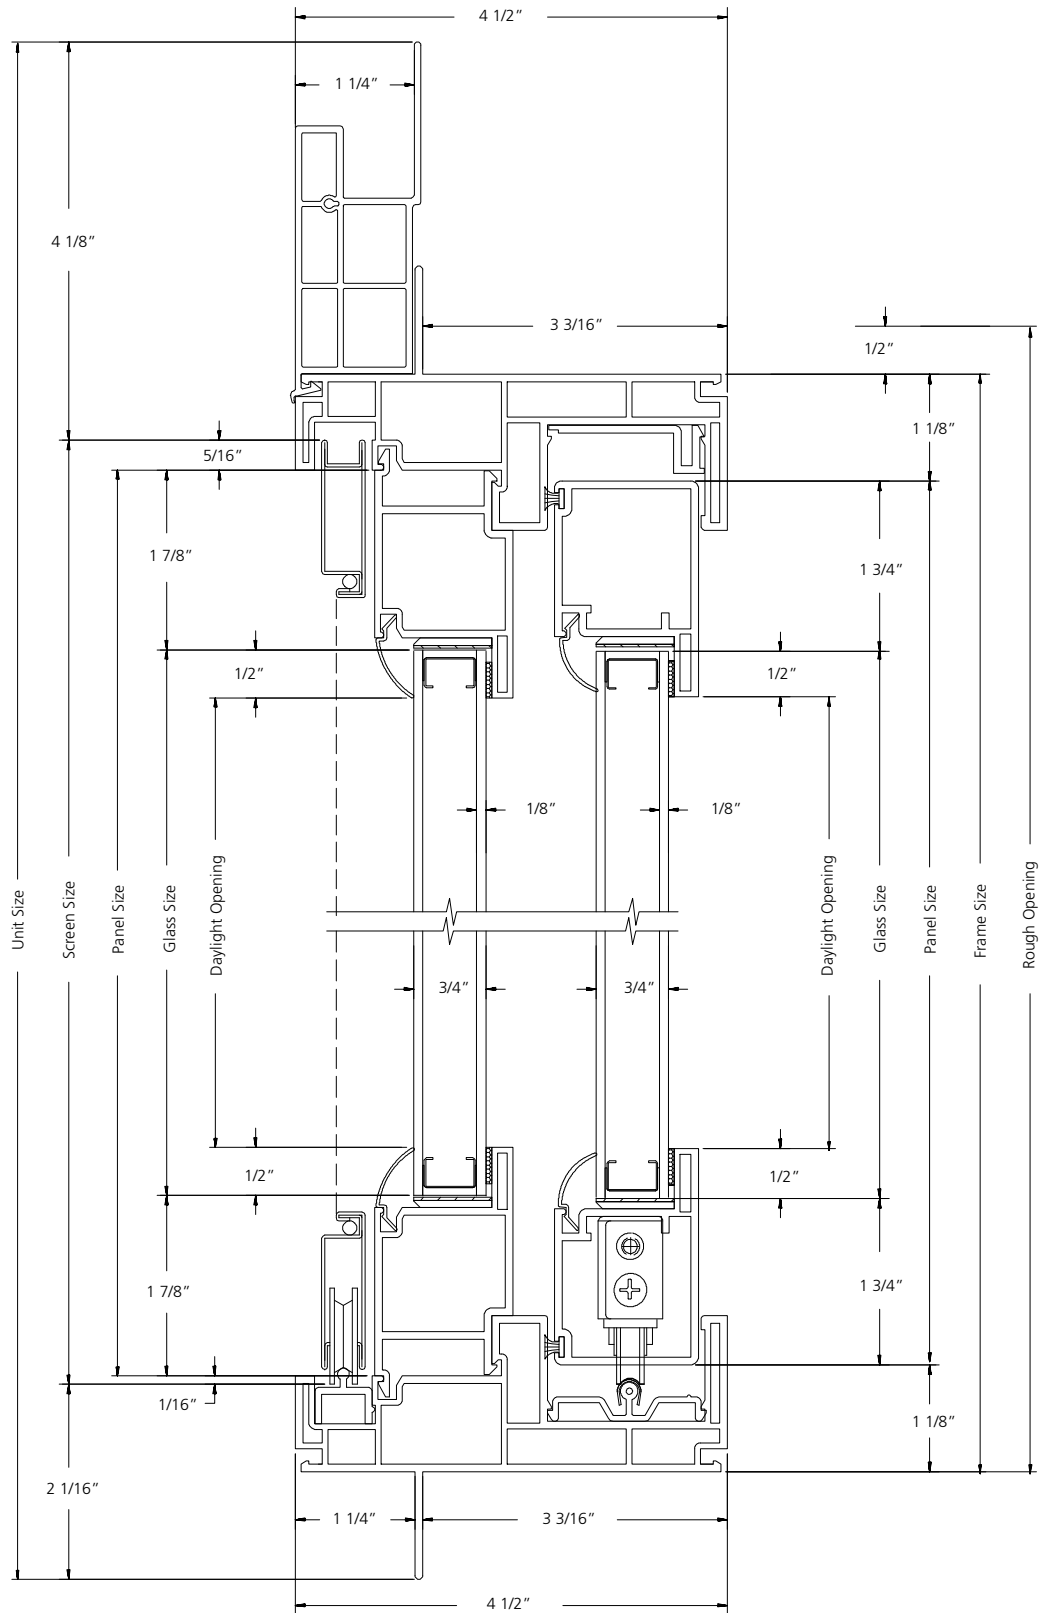 4 1/2”
1 1/4”
4 1/8”
3 3/16”
1/2”
1 1/8”
5/16”
1 7/8”
1 3/4”
1/2”
1/2”
1/8”
1/8”
Unit Size
Screen Size
Panel Size
Glass Size
Daylight Opening
Daylight Opening
Glass Size
Panel Size
Frame Size
Rough Opening
3/4”
3/4”
1/2”
1/2”
1 7/8”
1 3/4”
1/16”
1 1/8”
2 1/16”
1 1/4”
3 3/16”
4 1/2”